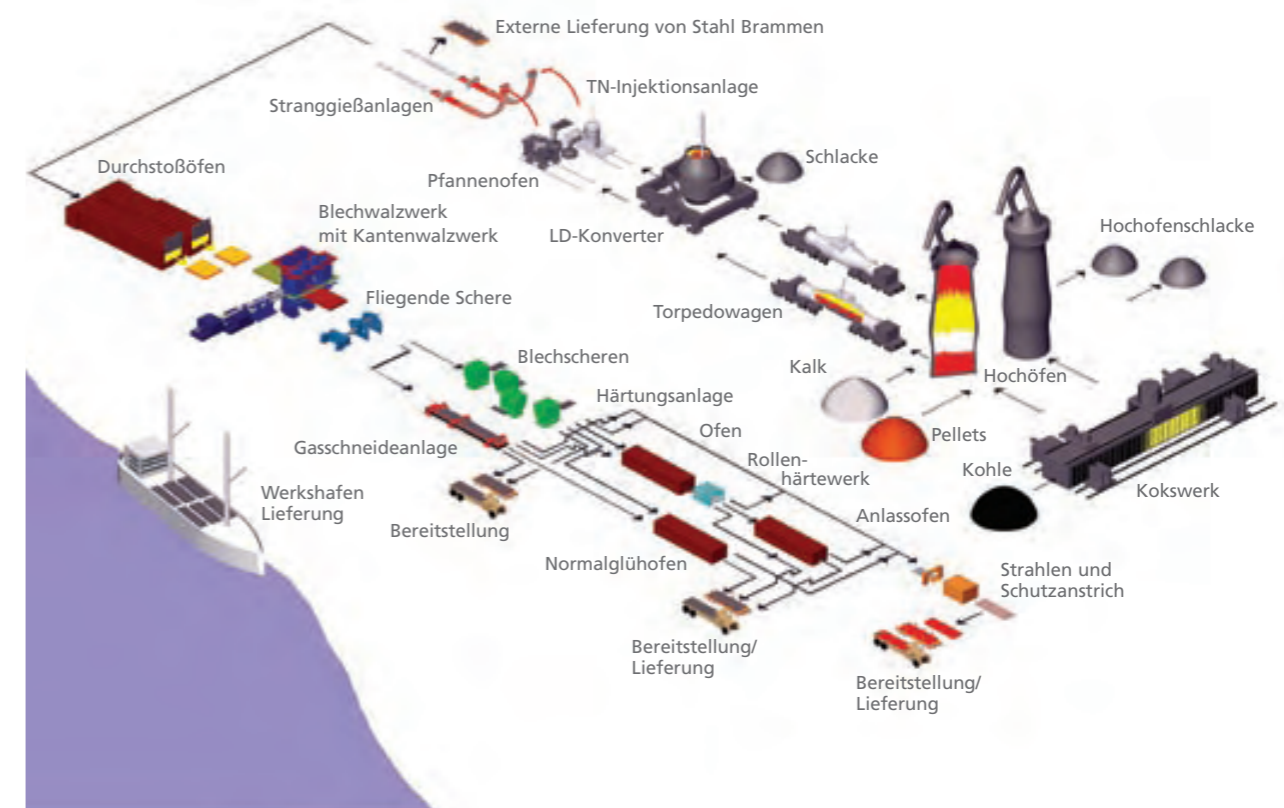 Externe Lieferung von Stahl Brammen
TN-Injektionsanlage
Stranggießanlagen
Schlacke
Durchstoßöfen
Pfannenofen
Blechwalzwerk
mit Kantenwalzwerk
LD-Konverter
Hochofenschlacke
Fliegende Schere
Torpedowagen
Blechscheren
Kalk
Hochöfen
Härtungsanlage
Ofen
Pellets
Gasschneideanlage
Rollen-
härtewerk
Kohle
Kokswerk
Werkshafen
Lieferung
Bereitstellung
Anlassofen
Normalglühofen
Strahlen und
Schutzanstrich
Bereitstellung/
Lieferung
Bereitstellung/
Lieferung